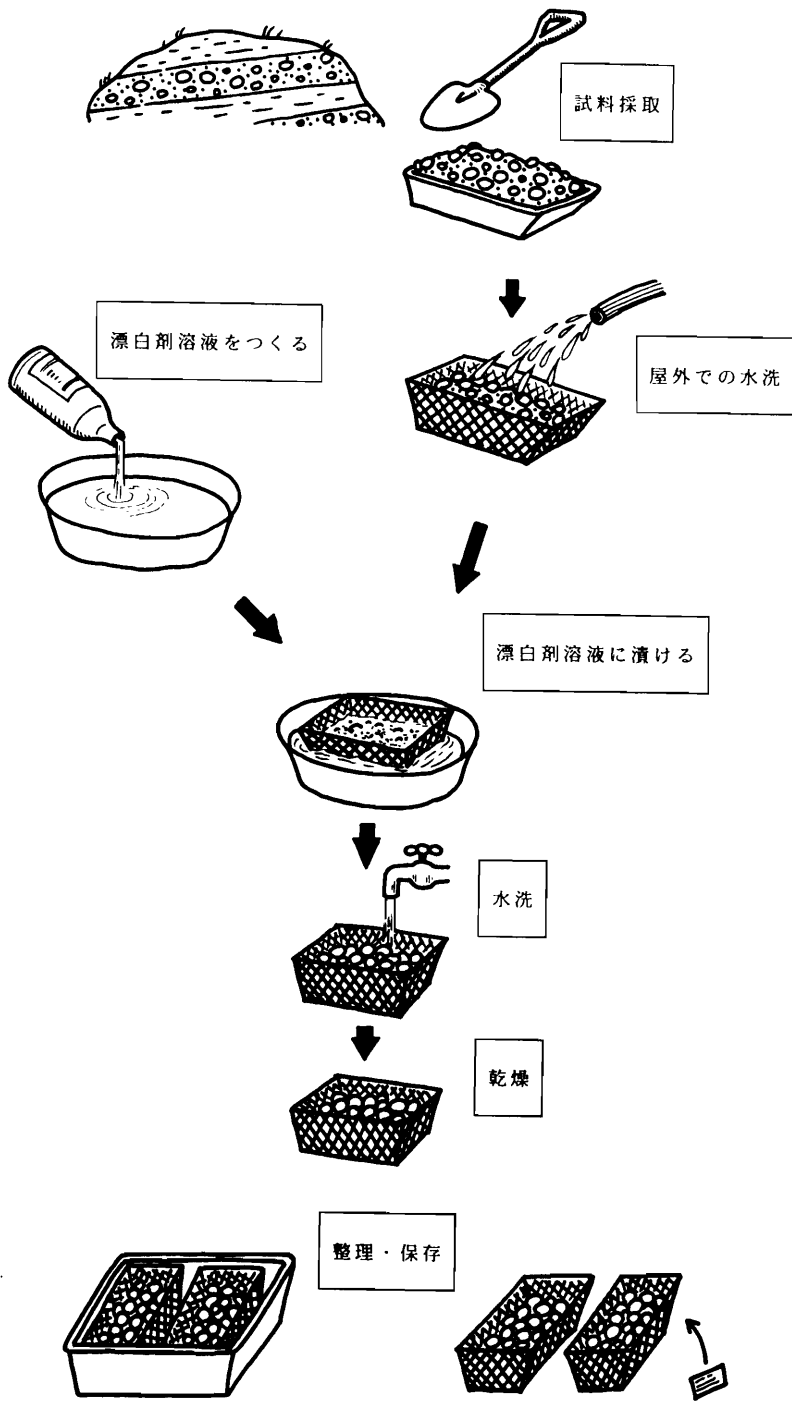 試料採取
漂白剤溶液をつくる
屋外での水洗
漂白剤溶液に漬ける
水洗
乾燥
整理・保存